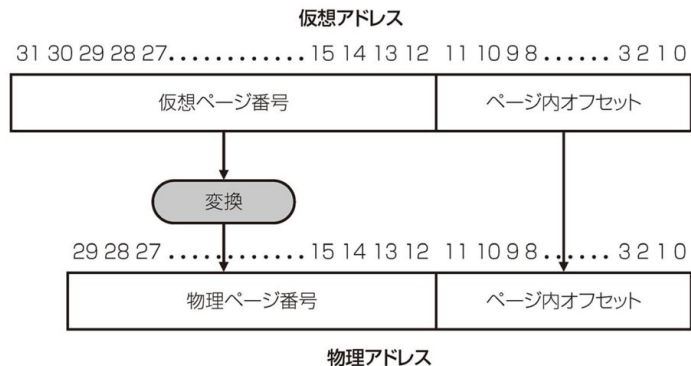 仮想アドレス
31 30 29 28 27............15 14 13 12 11 10 9 8 ...... 3 2 1 0
仮想ページ番号 ページ内オフセット
変換
29 28 27 ............ 15 14 13 12 11 10 9 8 ...... 3 2 1 0
物理ページ番号 ページ内オフセット
物理アドレス